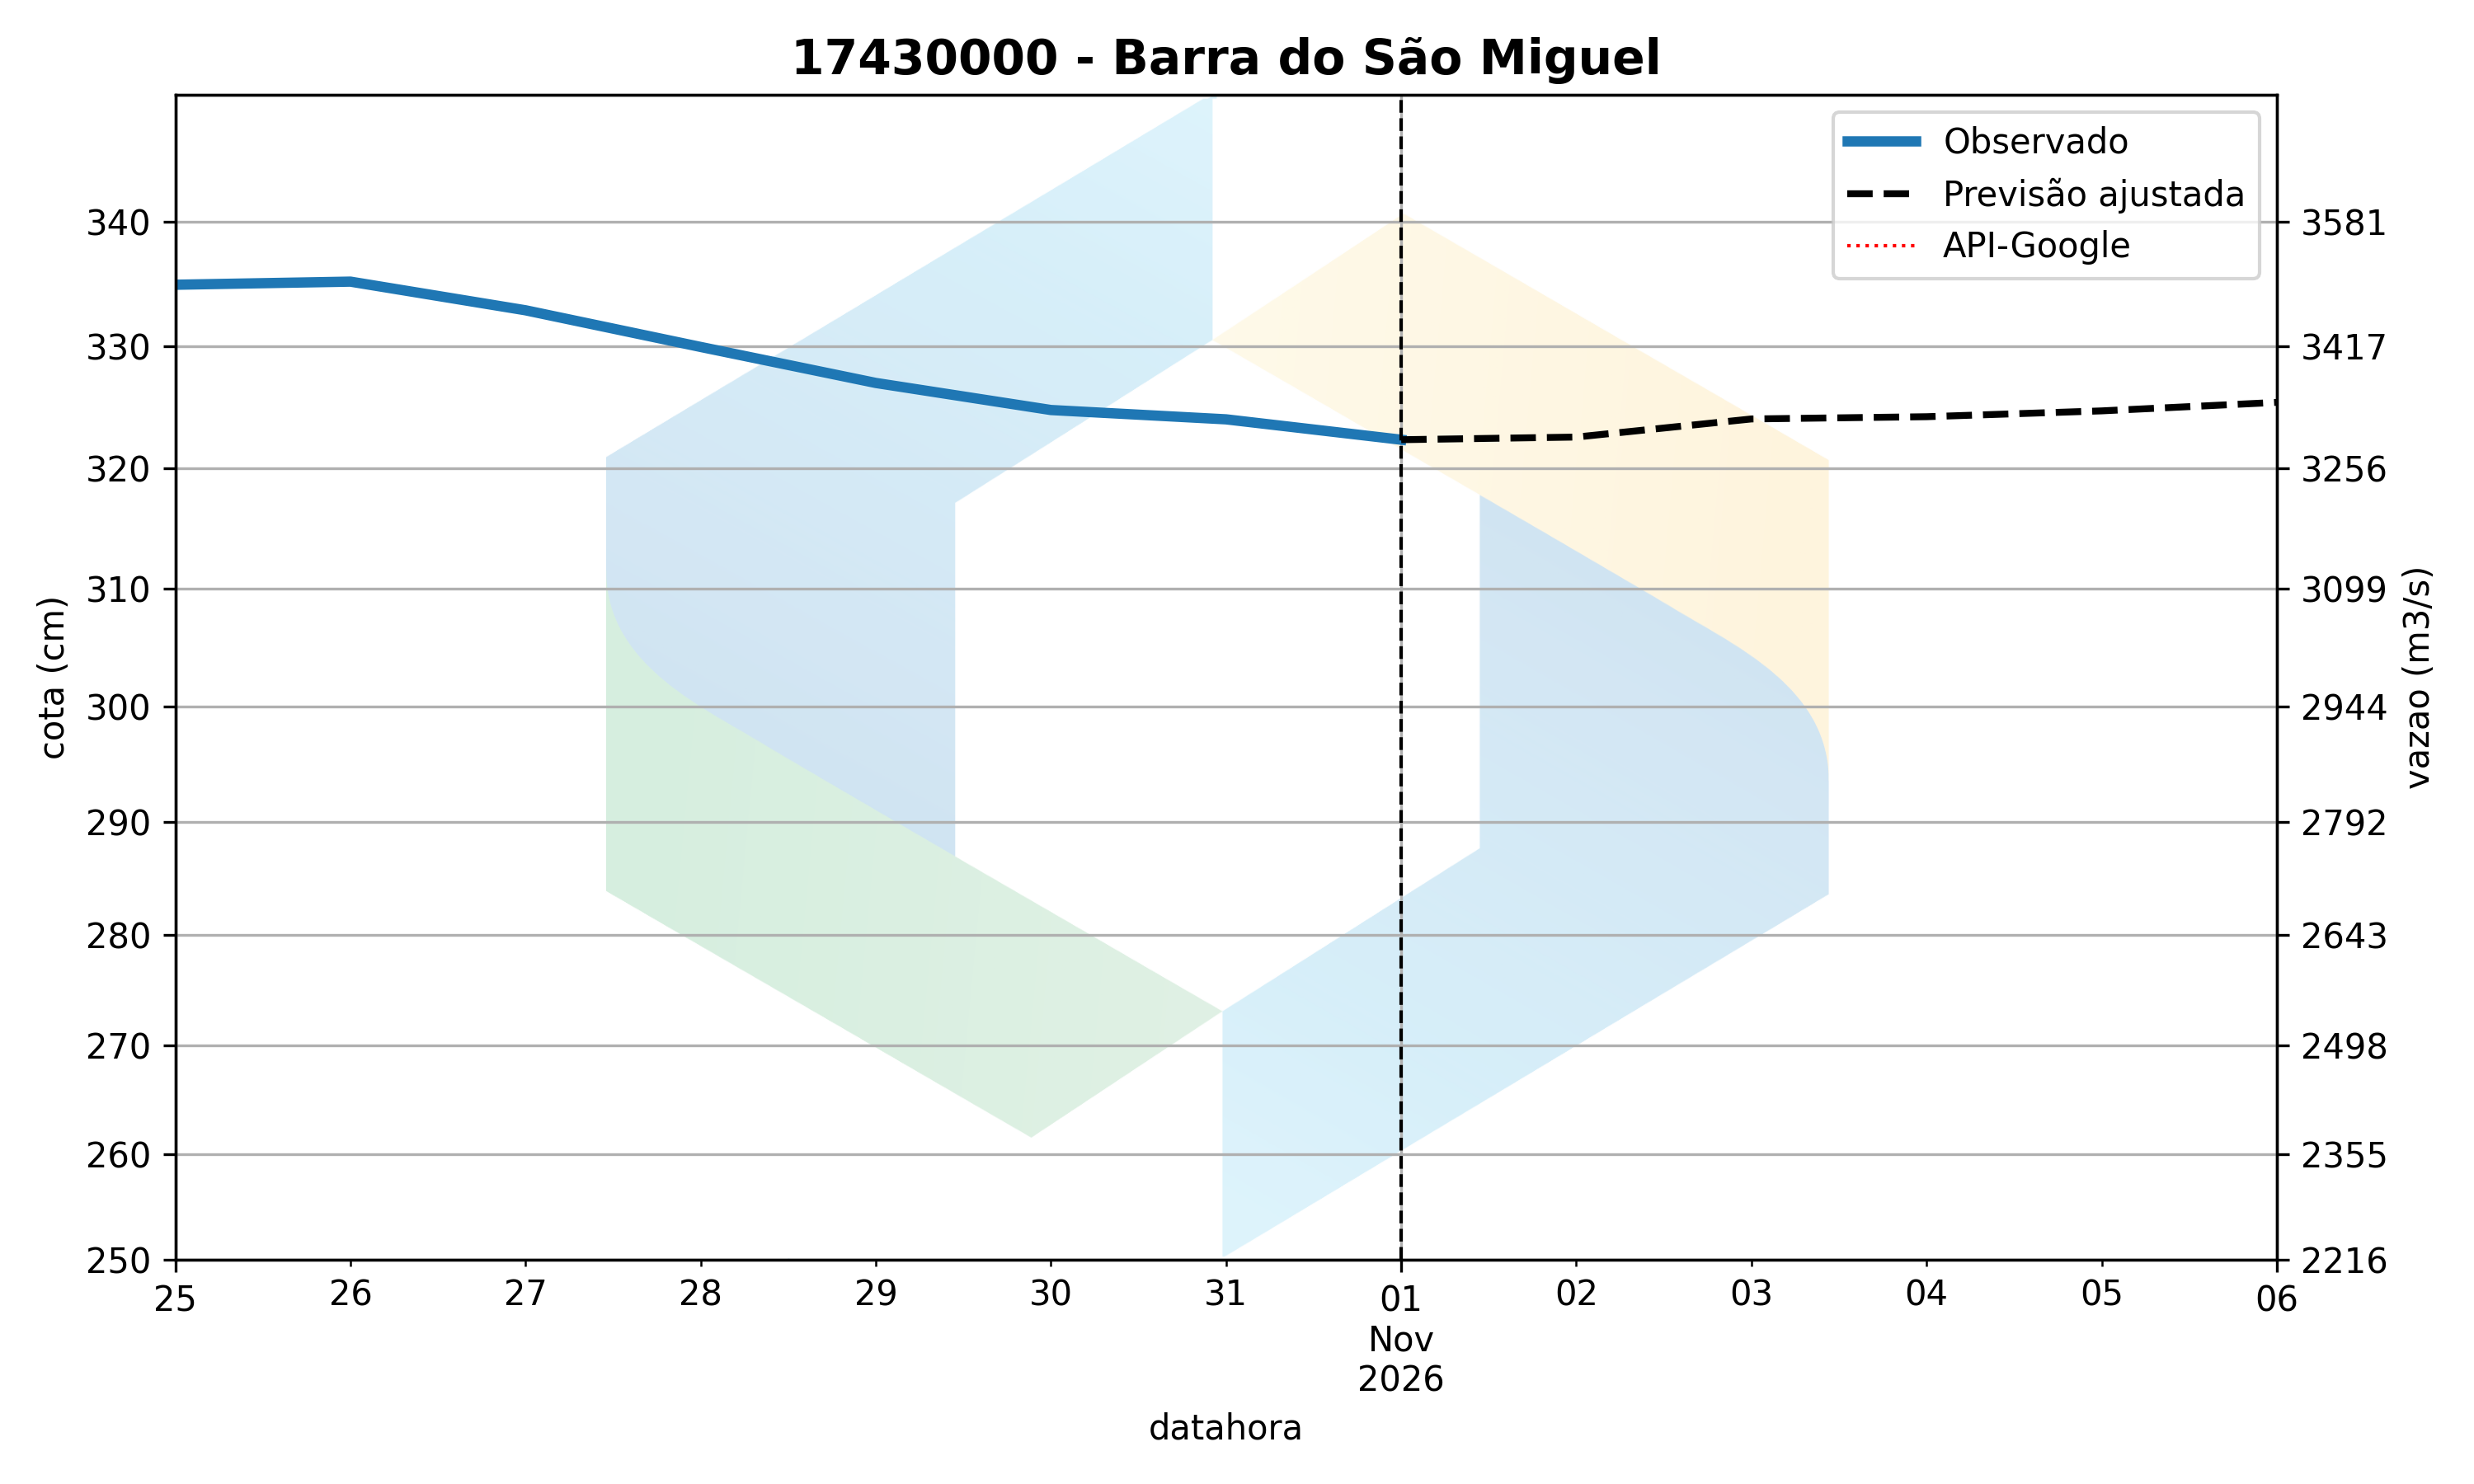 17430000 - Barra do São Miguel
Observado
Previsão ajustada
API-Google
cota (cm)
340
330
320
310
300
290
280
270
260
250
3581
3417
3256
3099
2944
2792
2643
2498
2355
2216
vazao (m3/s)
25 26 27 28 29 30 31 01 02 03 04 05 06
Nov
2026
datahora